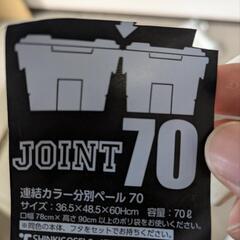 JOINT 70
連結カラー分別ペール 70
サイズ：36.5×48.5×60Hcm 容量：70ℓ
口幅 78cm× 高さ 90cm 以上のポリ袋をお使いください。
※同色の本体、フタをセットでお持ちください。